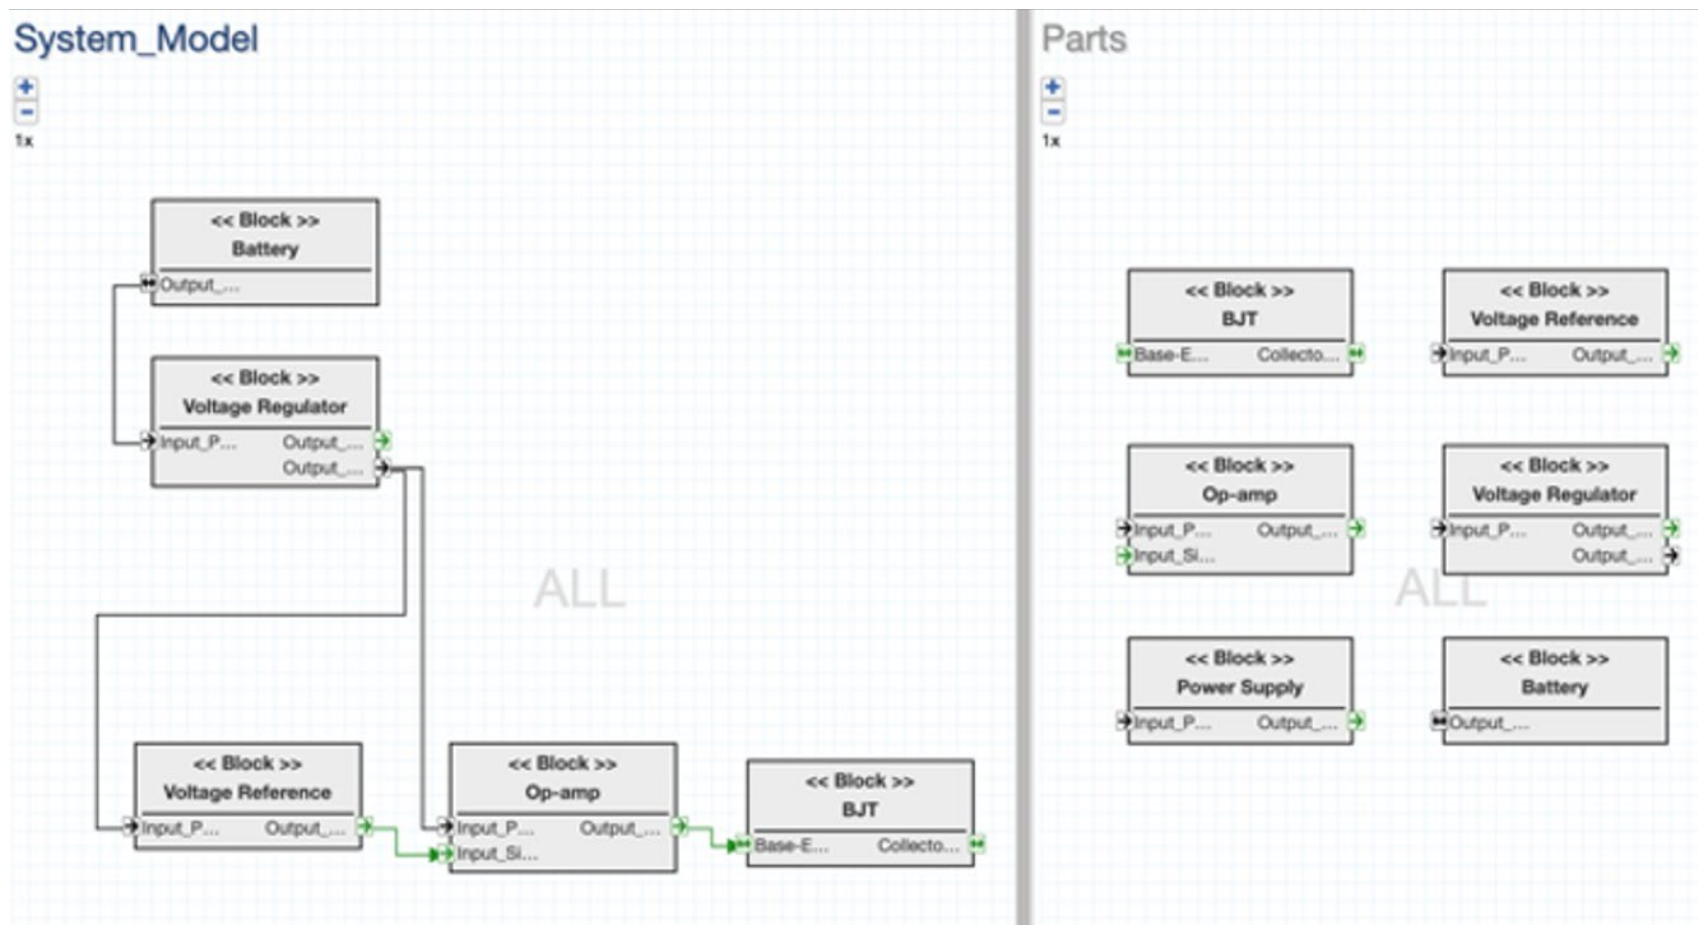 System_Model
+
-
1x
<< Block >>
Battery
Output_...
<< Block >>
Voltage Regulator
Input_P... Output_...
Output_...
ALL
<< Block >>
Voltage Reference
Input_P... Output_...
<< Block >>
Op-amp
Input_P... Output_...
Input_Si...
<< Block >>
BJT
Base-E... Collecto...
Parts
+
-
1x
<< Block >>
BJT
Base-E... Collecto...
<< Block >>
Voltage Reference
Input_P... Output_...
<< Block >>
Op-amp
Input_P... Output_...
Input_Si...
<< Block >>
Voltage Regulator
Input_P... Output_...
Output_...
ALL
<< Block >>
Power Supply
Input_P... Output_...
<< Block >>
Battery
Output_...